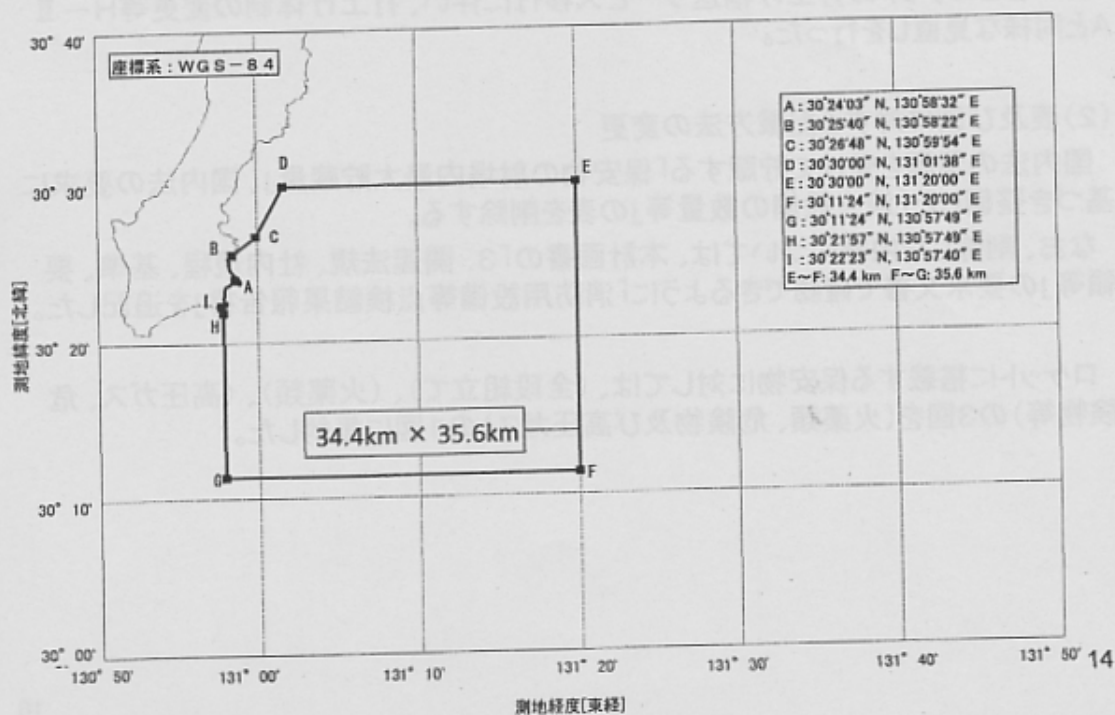 座標系：WGS－84
A : 30°24'03" N, 130°58'32" E
B : 30°25'40" N, 130°58'22" E
C : 30°26'48" N, 130°59'54" E
D : 30°30'00" N, 131°01'38" E
E : 30°30'00" N, 131°20'00" E
F : 30°11'24" N, 131°20'00" E
G : 30°11'24" N, 130°57'49" E
H : 30°21'57" N, 130°57'49" E
I : 30°22'23" N, 130°57'40" E
E～F: 34.4 km F～G: 35.6 km
30° 40'
30° 30'
30° 20'
30° 10'
30° 00'
測地緯度[北緯]
D
E
B
C
A
I
H
G
F
34.4km × 35.6km
130° 50'
131° 00'
131° 10'
131° 20'
131° 30'
131° 40'
131° 50'
測地経度[東経]
14